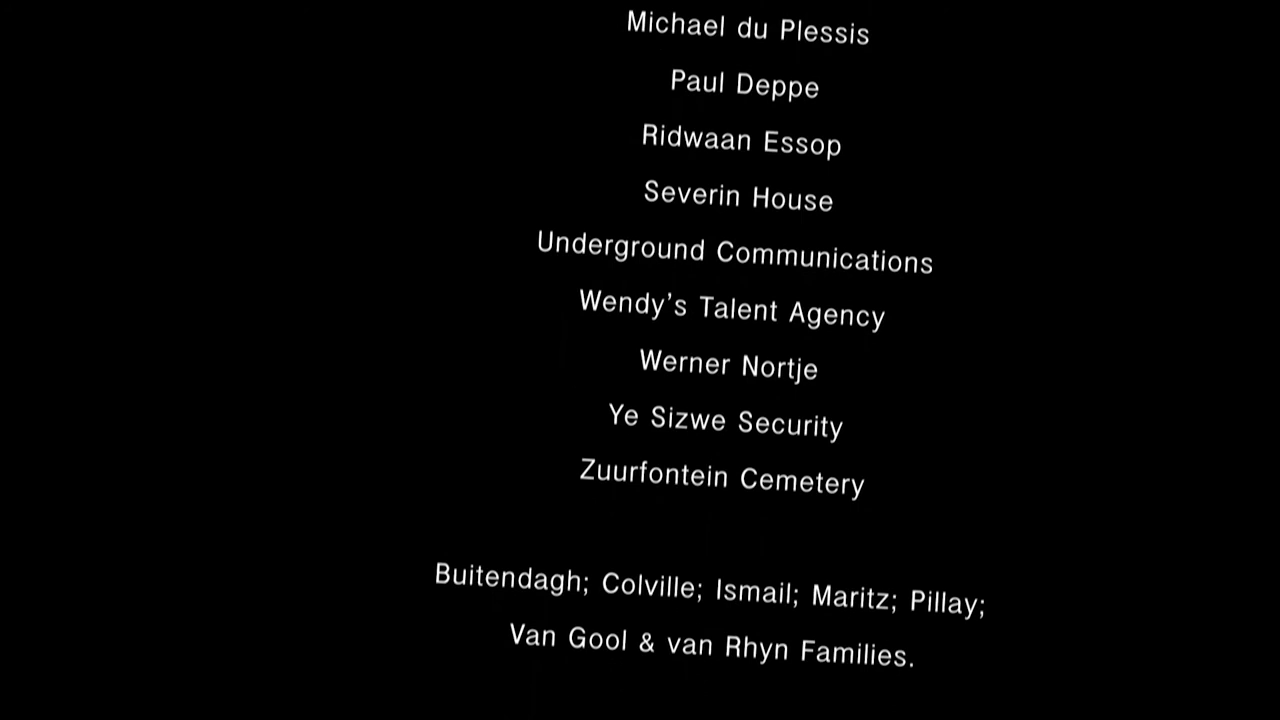 Michael du Plessis
Paul Deppe
Ridwaan Essop
Severin House
Underground Communications
Wendy’s Talent Agency
Werner Nortje
Ye Sizwe Security
Zuurfontein Cemetery
Buitendagh; Colville; Ismail; Maritz; Pillay;
Van Gool & van Rhyn Families.